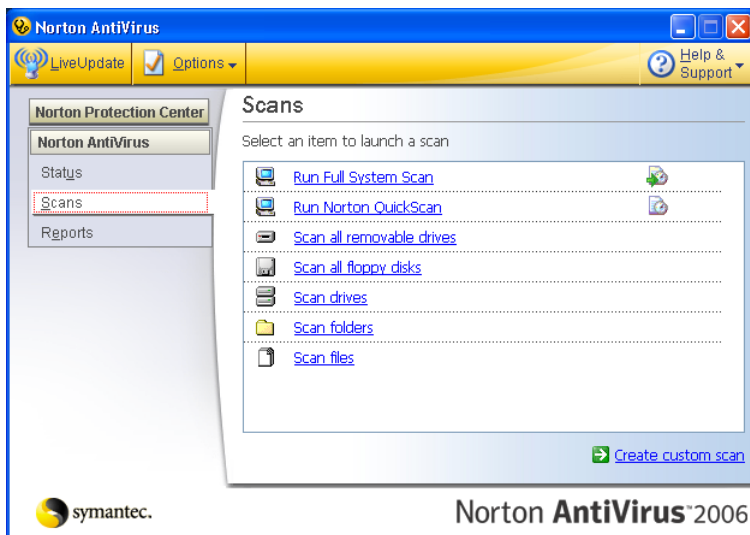 Norton AntiVirus
LiveUpdate
Options
Help &
Support
Norton Protection Center
Norton AntiVirus
Status
Scans
Reports
Scans
Select an item to launch a scan
Run Full System Scan
Run Norton QuickScan
Scan all removable drives
Scan all floppy disks
Scan drives
Scan folders
Scan files
Create custom scan
symantec.
Norton AntiVirus™2006